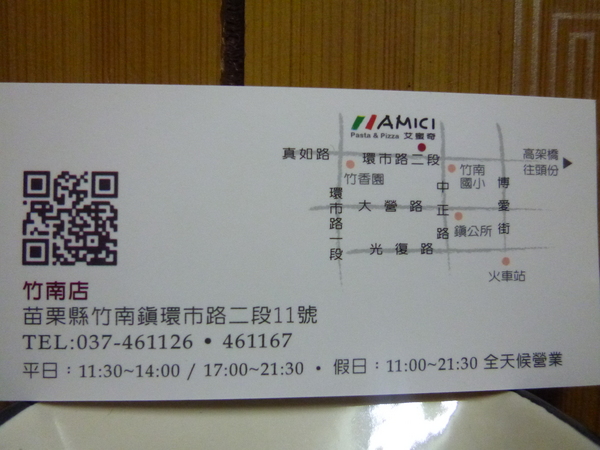 AMICI
Pasta & Pizza 艾蜜奇
真如路
環市路二段
高架橋
往頭份
竹香園
竹南
國小
環市路一段
大營路
中正路
博愛街
鎮公所
光復路
火車站
竹南店
苗栗縣竹南鎮環市路二段11號
TEL:037-461126 • 461167
平日：11:30~14:00 / 17:00~21:30 • 假日：11:00~21:30 全天候營業